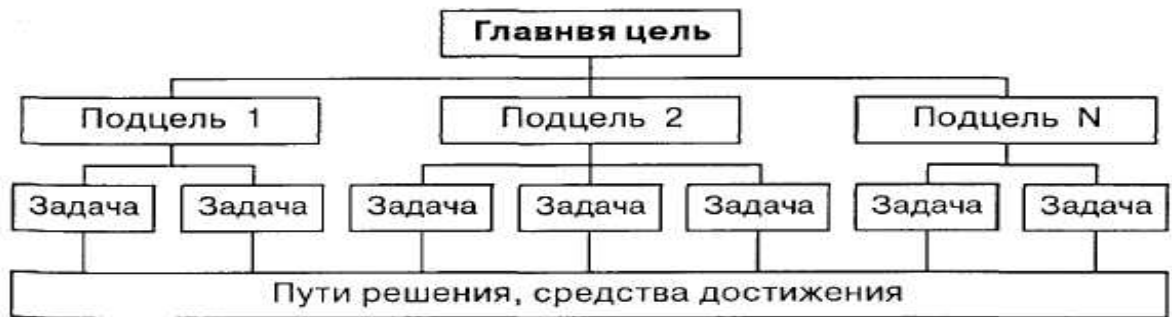 Главнвя цель
Подцель 1 Подцель 2 Подцель N
Задача Задача Задача Задача Задача Задача Задача
Пути решения, средства достижения